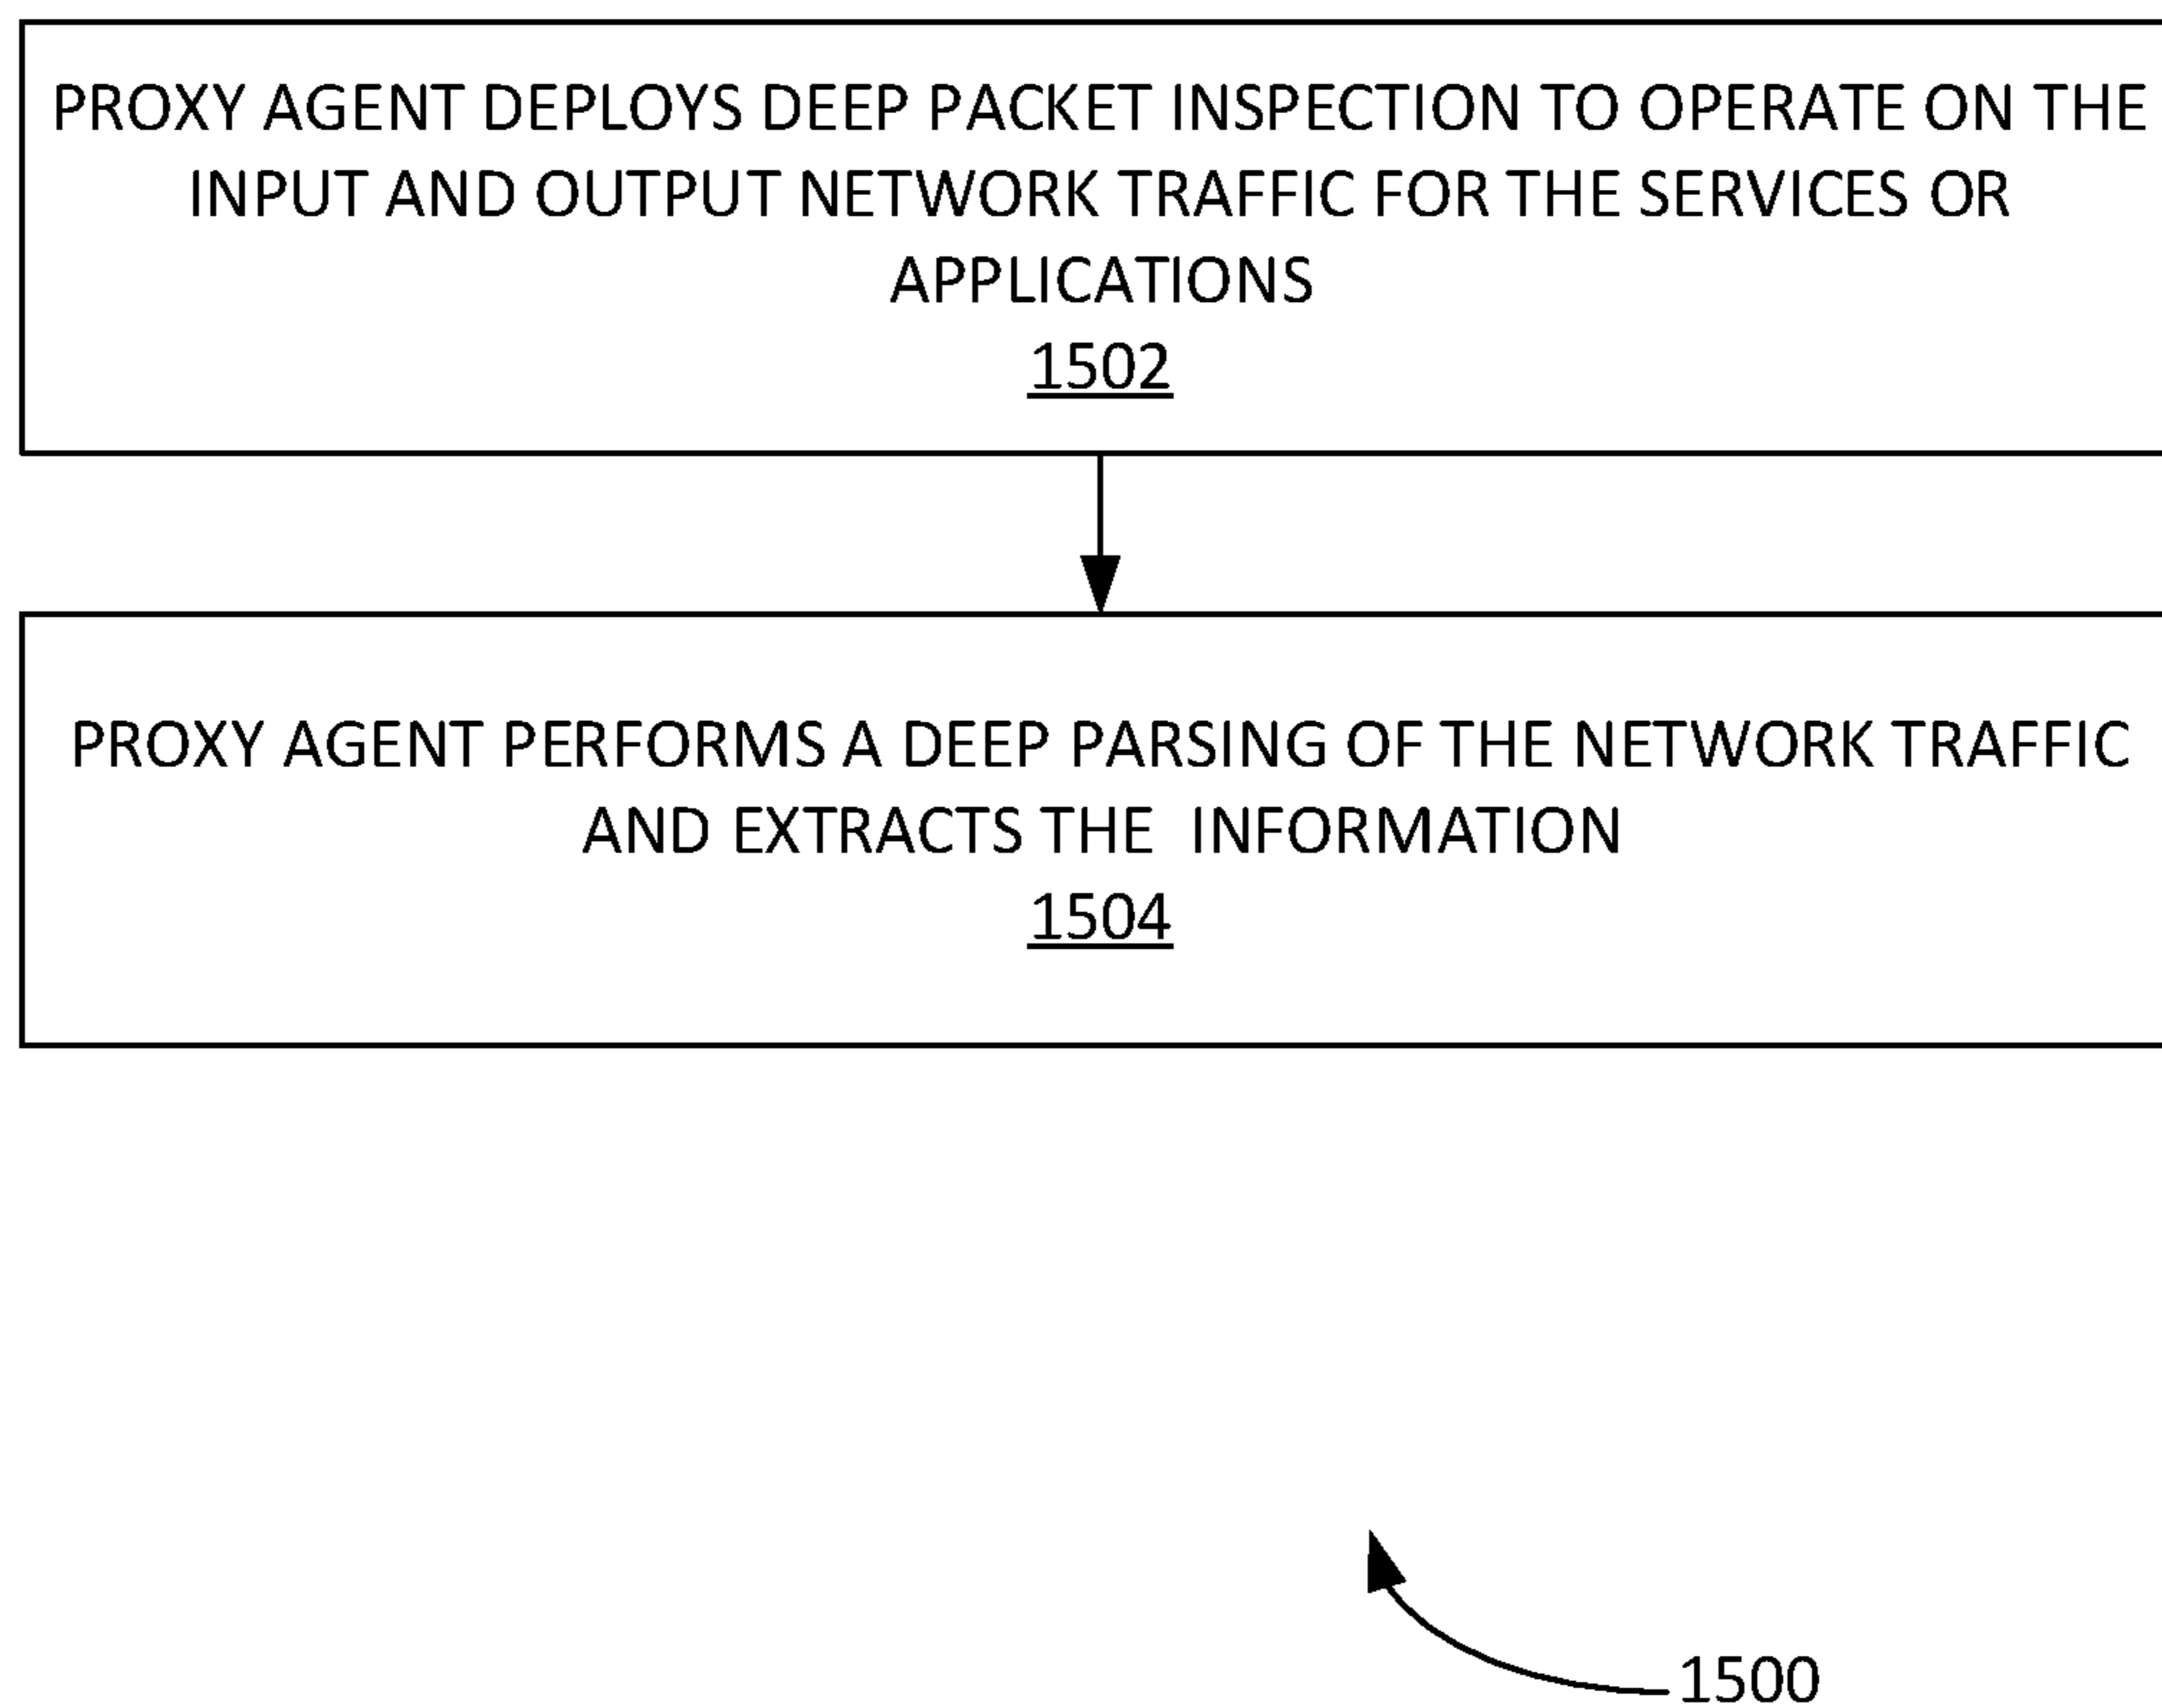 PROXY AGENT DEPLOYS DEEP PACKET INSPECTION TO OPERATE ON THE
INPUT AND OUTPUT NETWORK TRAFFIC FOR THE SERVICES OR
APPLICATIONS
1502
PROXY AGENT PERFORMS A DEEP PARSING OF THE NETWORK TRAFFIC
AND EXTRACTS THE  INFORMATION
1504
1500